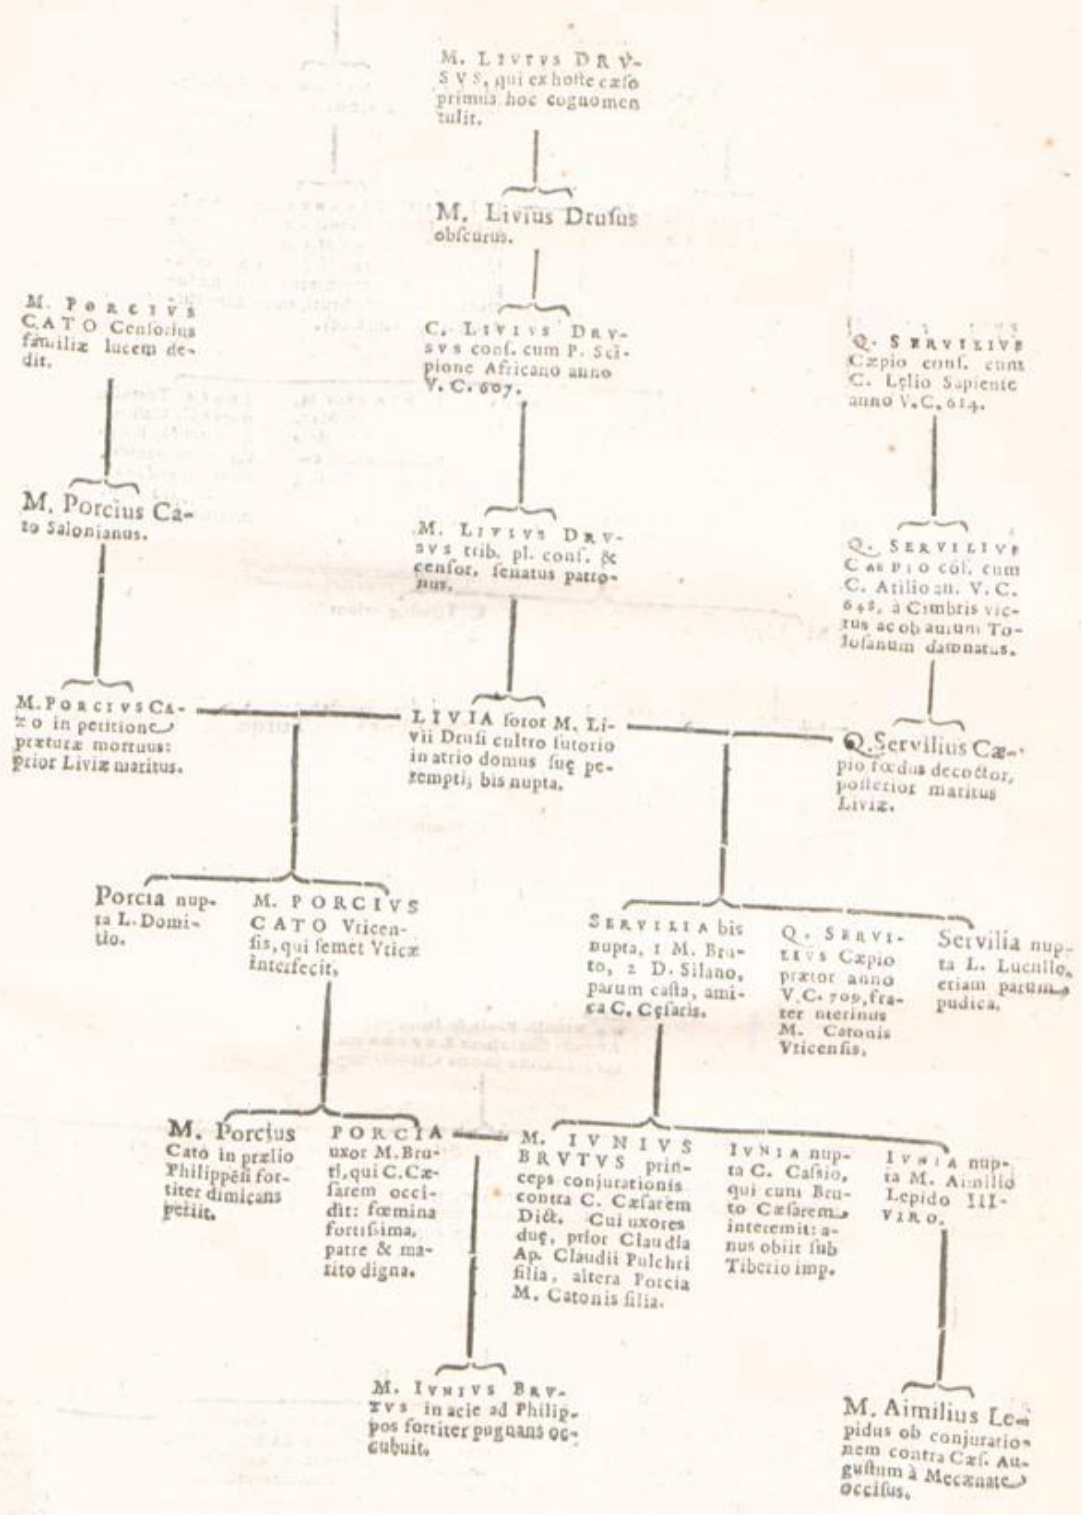 M. LIVIVS DRV-
SVS, qui ex hoste cæso
primus hoc cognomen
tulit.
M. Livius Drusus
obscurus.
C. LIVIVS DRV-
SVS cons. cum P. Sci-
pione Africano anno
V. C. 607.
M. PORCIVS
CATO Censorius
familiæ lucem de-
dit.
Q. SERVILIVS
Cæpio cons. cum
C. Lęlio Sapiente
anno V. C. 614.
M. Porcius Ca-
to Salonianus.
M. LIVIVS DRV-
SVS trib. pl. cons. &
censor. senatus patro-
nus.
Q. SERVILIVS
CAEPIO cõs. cum
C. Atilio an. V. C.
648, à Cimbris vic-
tus ac ob aurum To-
losanum damnatus.
M. PORCIVS CA-
TO in petitione
præturæ mortuus:
prior Liviæ maritus.
LIVIA soror M. Li-
vii Drusi cultro sutorio
in atrio domus suę pe-
rempti, bis nupta.
Q. Servilius Cæ-
pio fœdus decoctor,
posterior maritus
Liviæ.
Porcia nup-
ta L. Domi-
tio.
M. PORCIVS
CATO Vticen-
sis, qui semet Vticæ
interfecit.
SERVILIA bis
nupta, 1 M. Bru-
to, 2 D. Silano,
parum casta, ami-
ca C. Cęsaris.
Q. SERVI-
LIVS Cæpio
prætor anno
V. C. 709, fra-
ter uterinus
M. Catonis
Vticensis.
Servilia nup-
ta L. Lucullo,
etiam parum
pudica.
M. Porcius
Cato in prælio
Philippẽsi for-
titer dimicans
periit.
PORCIA
uxor M. Bru-
ti, qui C. Cæ-
sarem occi-
dit: fœmina
fortissima,
patre & ma-
rito digna.
M. IVNIVS
BRVTVS prin-
ceps conjurationis
contra C. Cæsarem
Dict. Cui uxores
duę, prior Claudia
Ap. Claudii Pulchri
filia, altera Porcia
M. Catonis filia.
IVNIA nup-
ta C. Cassio,
qui cum Bru-
to Cæsarem
interemit: a-
nus obiit sub
Tiberio imp.
IVNIA nup-
ta M. Aimilio
Lepido III-
VIRO.
M. IVNIVS BRV-
TVS in acie ad Philip-
pos fortiter pugnans oc-
cubuit.
M. Aimilius Le-
pidus ob conjuratio-
nem contra Cæs. Au-
gustum à Mecænate
occisus.